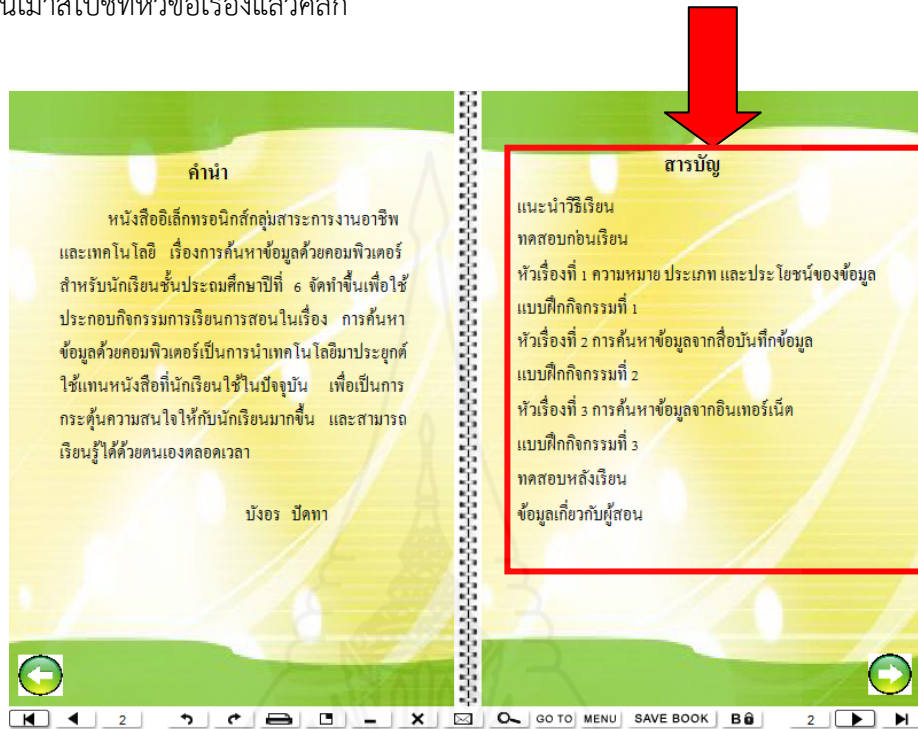 นเมาส์ไปชี้ที่หัวข้อเรื่องแล้วคลิก
คำนำ
หนังสืออิเล็กทรอนิกส์กลุ่มสาระการงานอาชีพ
และเทคโนโลยี เรื่องการค้นหาข้อมูลด้วยคอมพิวเตอร์
สำหรับนักเรียนชั้นประถมศึกษาปีที่ 6 จัดทำขึ้นเพื่อใช้
ประกอบกิจกรรมการเรียนการสอนในเรื่อง การค้นหา
ข้อมูลด้วยคอมพิวเตอร์เป็นการนำเทคโนโลยีมาประยุกต์
ใช้แทนหนังสือที่นักเรียนใช้ในปัจจุบัน เพื่อเป็นการ
กระตุ้นความสนใจให้กับนักเรียนมากขึ้น และสามารถ
เรียนรู้ได้ด้วยตนเองตลอดเวลา
บังอร ปัดทา
สารบัญ
แนะนำวิธีเรียน
ทดสอบก่อนเรียน
หัวเรื่องที่ 1 ความหมาย ประเภท และประโยชน์ของข้อมูล
แบบฝึกกิจกรรมที่ 1
หัวเรื่องที่ 2 การค้นหาข้อมูลจากสื่อบันทึกข้อมูล
แบบฝึกกิจกรรมที่ 2
หัวเรื่องที่ 3 การค้นหาข้อมูลจากอินเทอร์เน็ต
แบบฝึกกิจกรรมที่ 3
ทดสอบหลังเรียน
ข้อมูลเกี่ยวกับผู้สอน
2 GO TO MENU SAVE BOOK B 2